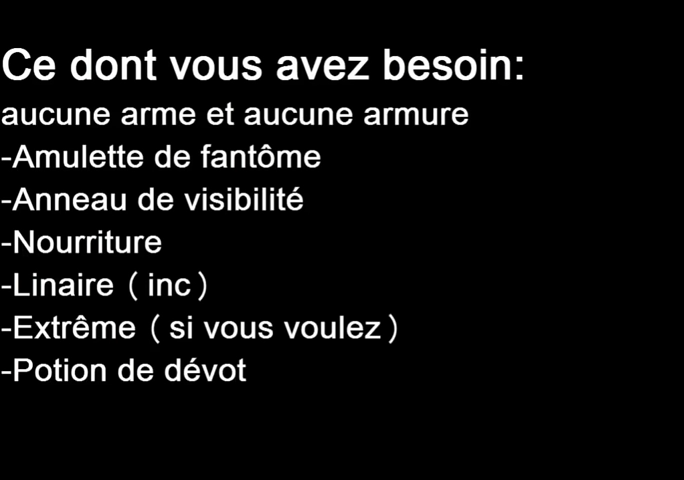 Ce dont vous avez besoin:
aucune arme et aucune armure
-Amulette de fantôme
-Anneau de visibilité
-Nourriture
-Linaire ( inc )
-Extrême ( si vous voulez )
-Potion de dévot